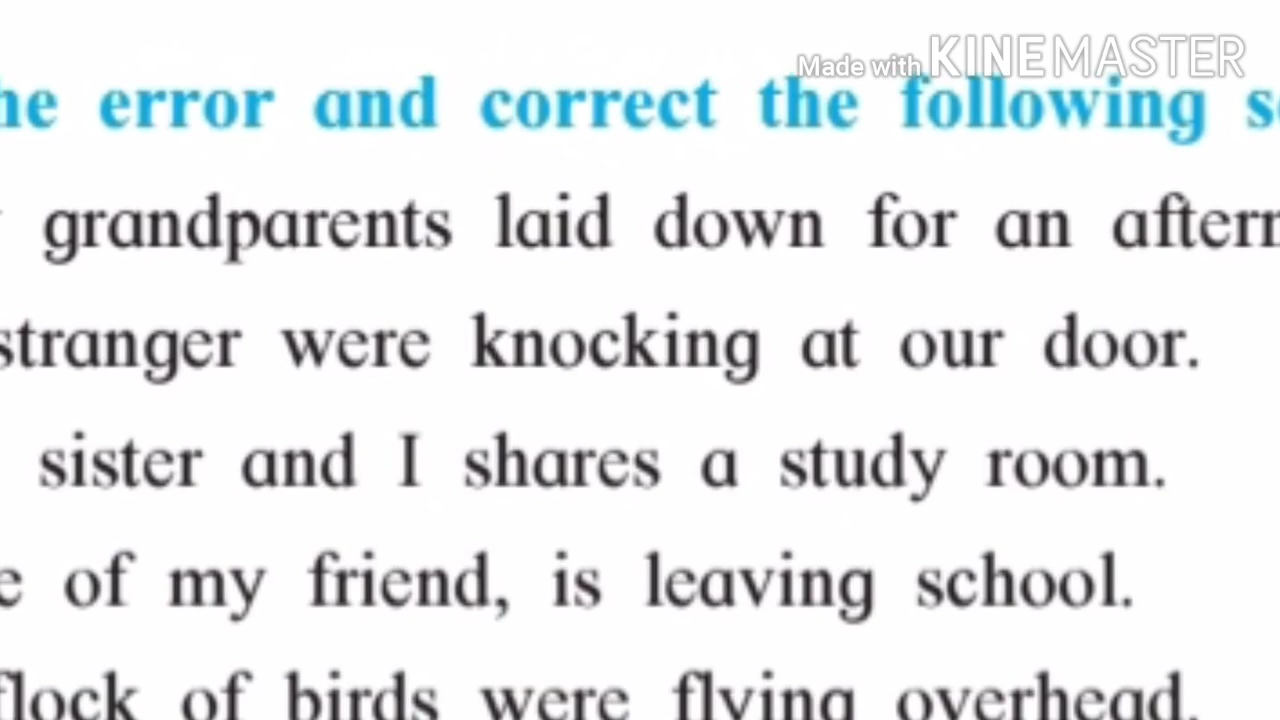 Made with KINEMASTER
he error and correct the following s
grandparents laid down for an aftern
stranger were knocking at our door.
sister and I shares a study room.
e of my friend, is leaving school.
flock of birds were flying overhead.